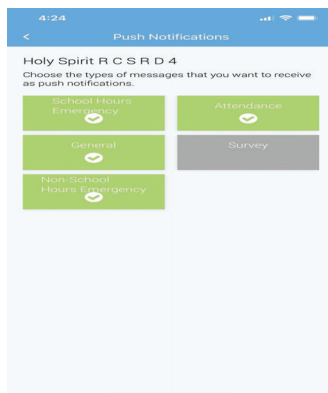 4:24
< Push Notifications
Holy Spirit R C S R D 4
Choose the types of messages that you want to receive
as push notifications.
School Hours
Emergency
Attendance
General
Survey
Non-School
Hours Emergency